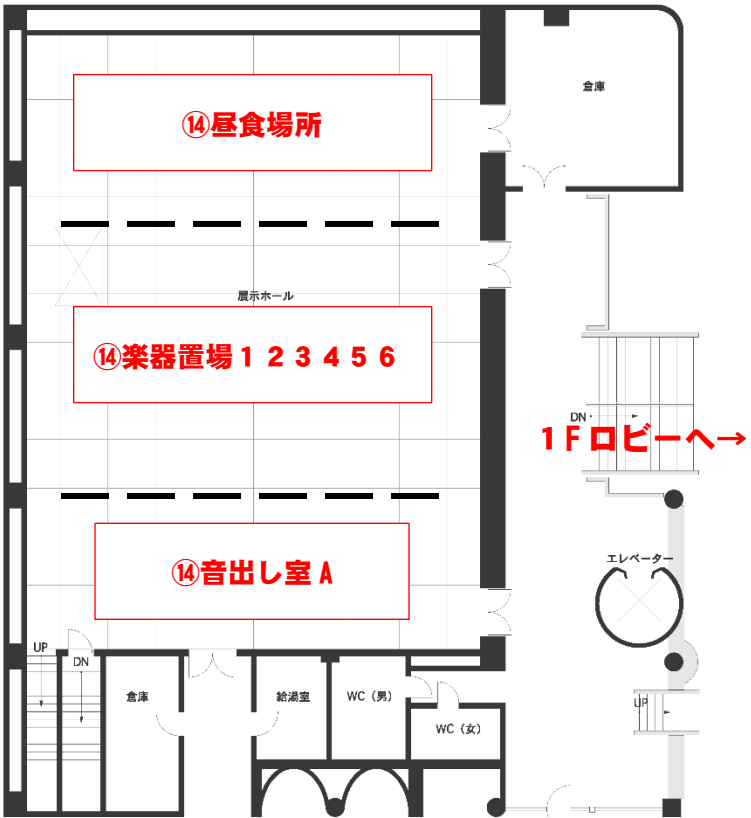 倉庫
⑭昼食場所
展示ホール
⑭楽器置場１２３４５６
DN
１Ｆロビーへ→
⑭音出し室A
エレベーター
UP
DN
倉庫
給湯室
WC（男）
WC（女）
UP